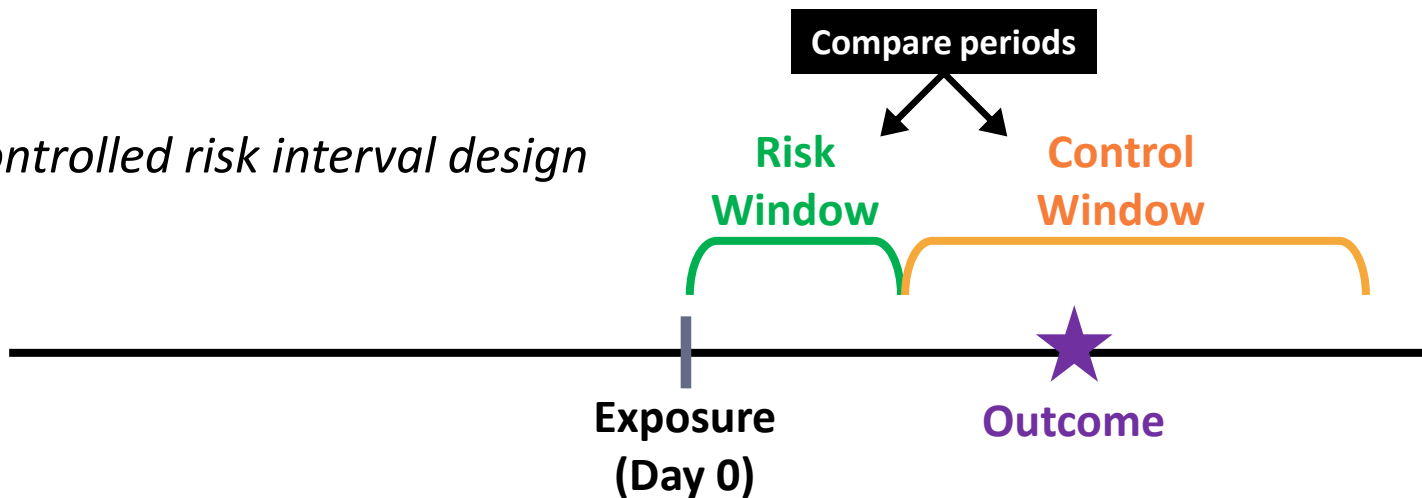 Compare periods
ontrolled risk interval design
Risk
Window
Control
Window
Exposure
(Day 0)
Outcome